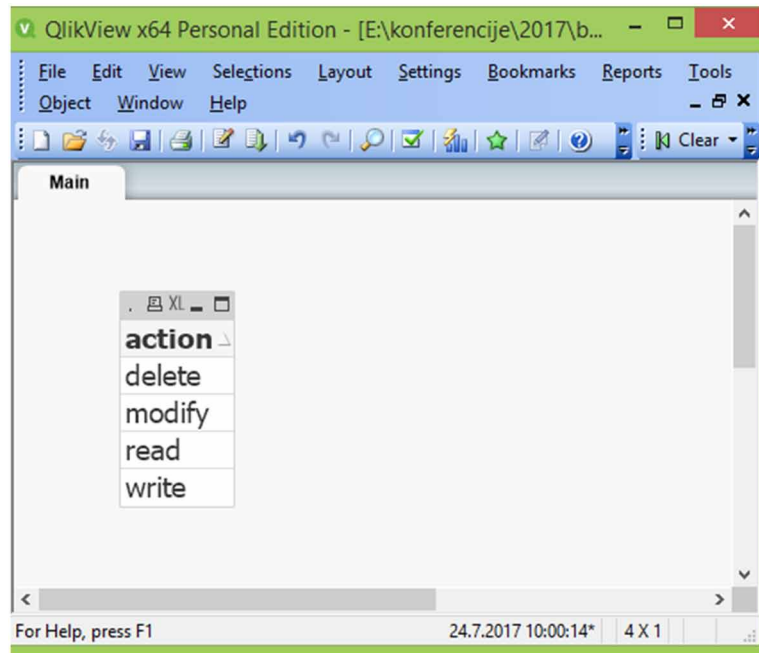 QlikView x64 Personal Edition - [E:\konferencije\2017\b...
File Edit View Selections Layout Settings Bookmarks Reports Tools
Object Window Help
Clear
Main
XL
action
delete
modify
read
write
For Help, press F1 24.7.2017 10:00:14* 4 X 1